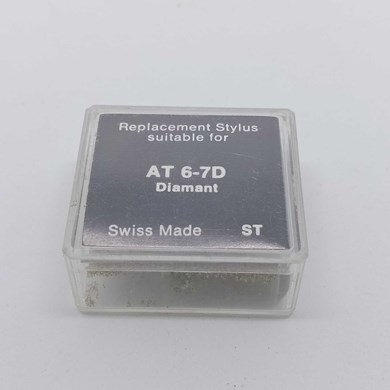 Replacement Stylus
suitable for
AT 6-7D
Diamant
Swiss Made ST